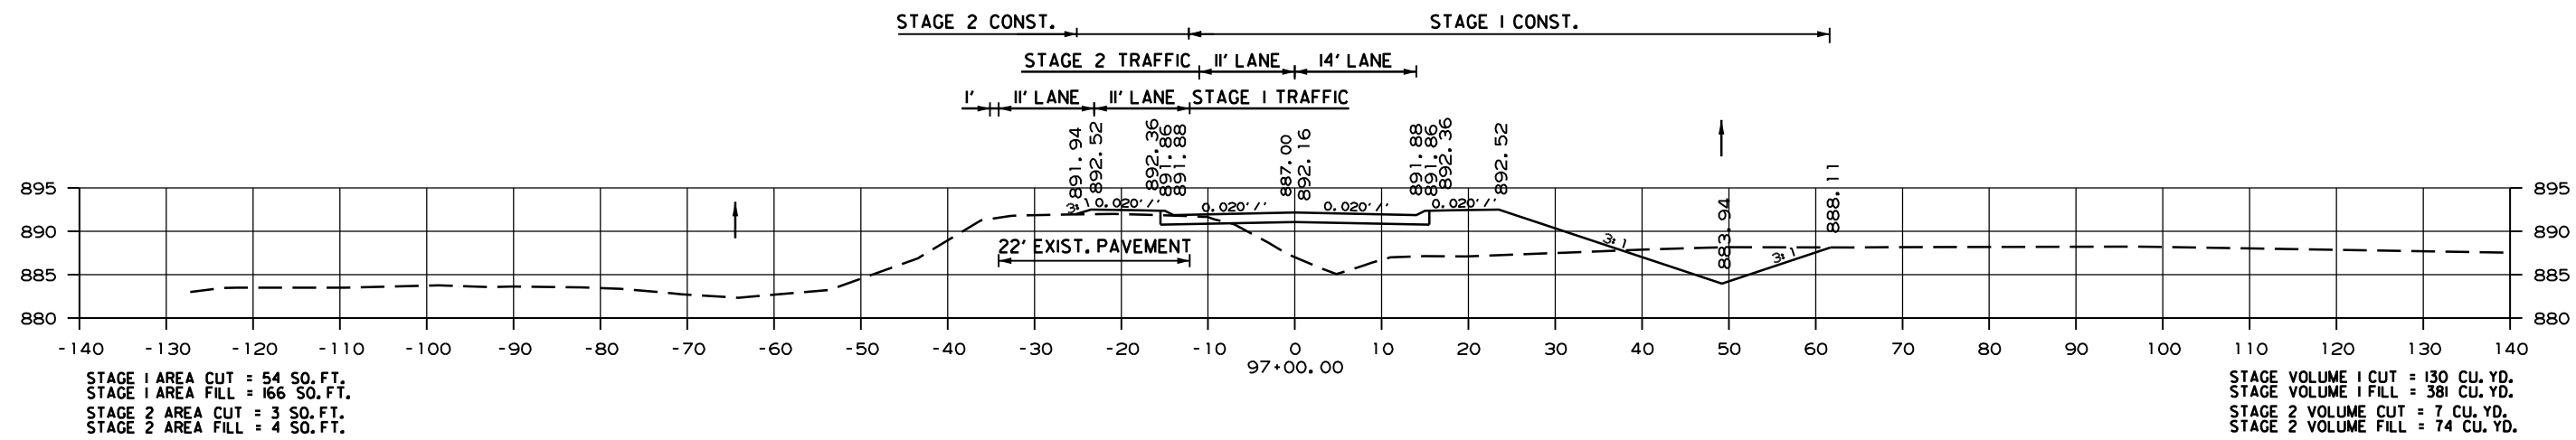 STAGE 2 CONST. STAGE 1 CONST.
STAGE 2 TRAFFIC 11' LANE 14' LANE
1' 11' LANE 11' LANE STAGE 1 TRAFFIC
891.94 892.52 892.36 891.86 891.88 887.00 892.16 891.88 891.86 892.36 892.52 883.94 888.11
895 895
3:1 0.020'/' 0.020'/' 0.020'/' 0.020'/'
890 890
22' EXIST. PAVEMENT 3:1 3:1
885 885
880 880
-140 -130 -120 -110 -100 -90 -80 -70 -60 -50 -40 -30 -20 -10 0 10 20 30 40 50 60 70 80 90 100 110 120 130 140
97+00.00
STAGE 1 AREA CUT = 54 SQ.FT.
STAGE 1 AREA FILL = 166 SQ.FT.
STAGE 2 AREA CUT = 3 SQ.FT.
STAGE 2 AREA FILL = 4 SQ.FT.
STAGE VOLUME 1 CUT = 130 CU.YD.
STAGE VOLUME 1 FILL = 381 CU.YD.
STAGE 2 VOLUME CUT = 7 CU.YD.
STAGE 2 VOLUME FILL = 74 CU.YD.